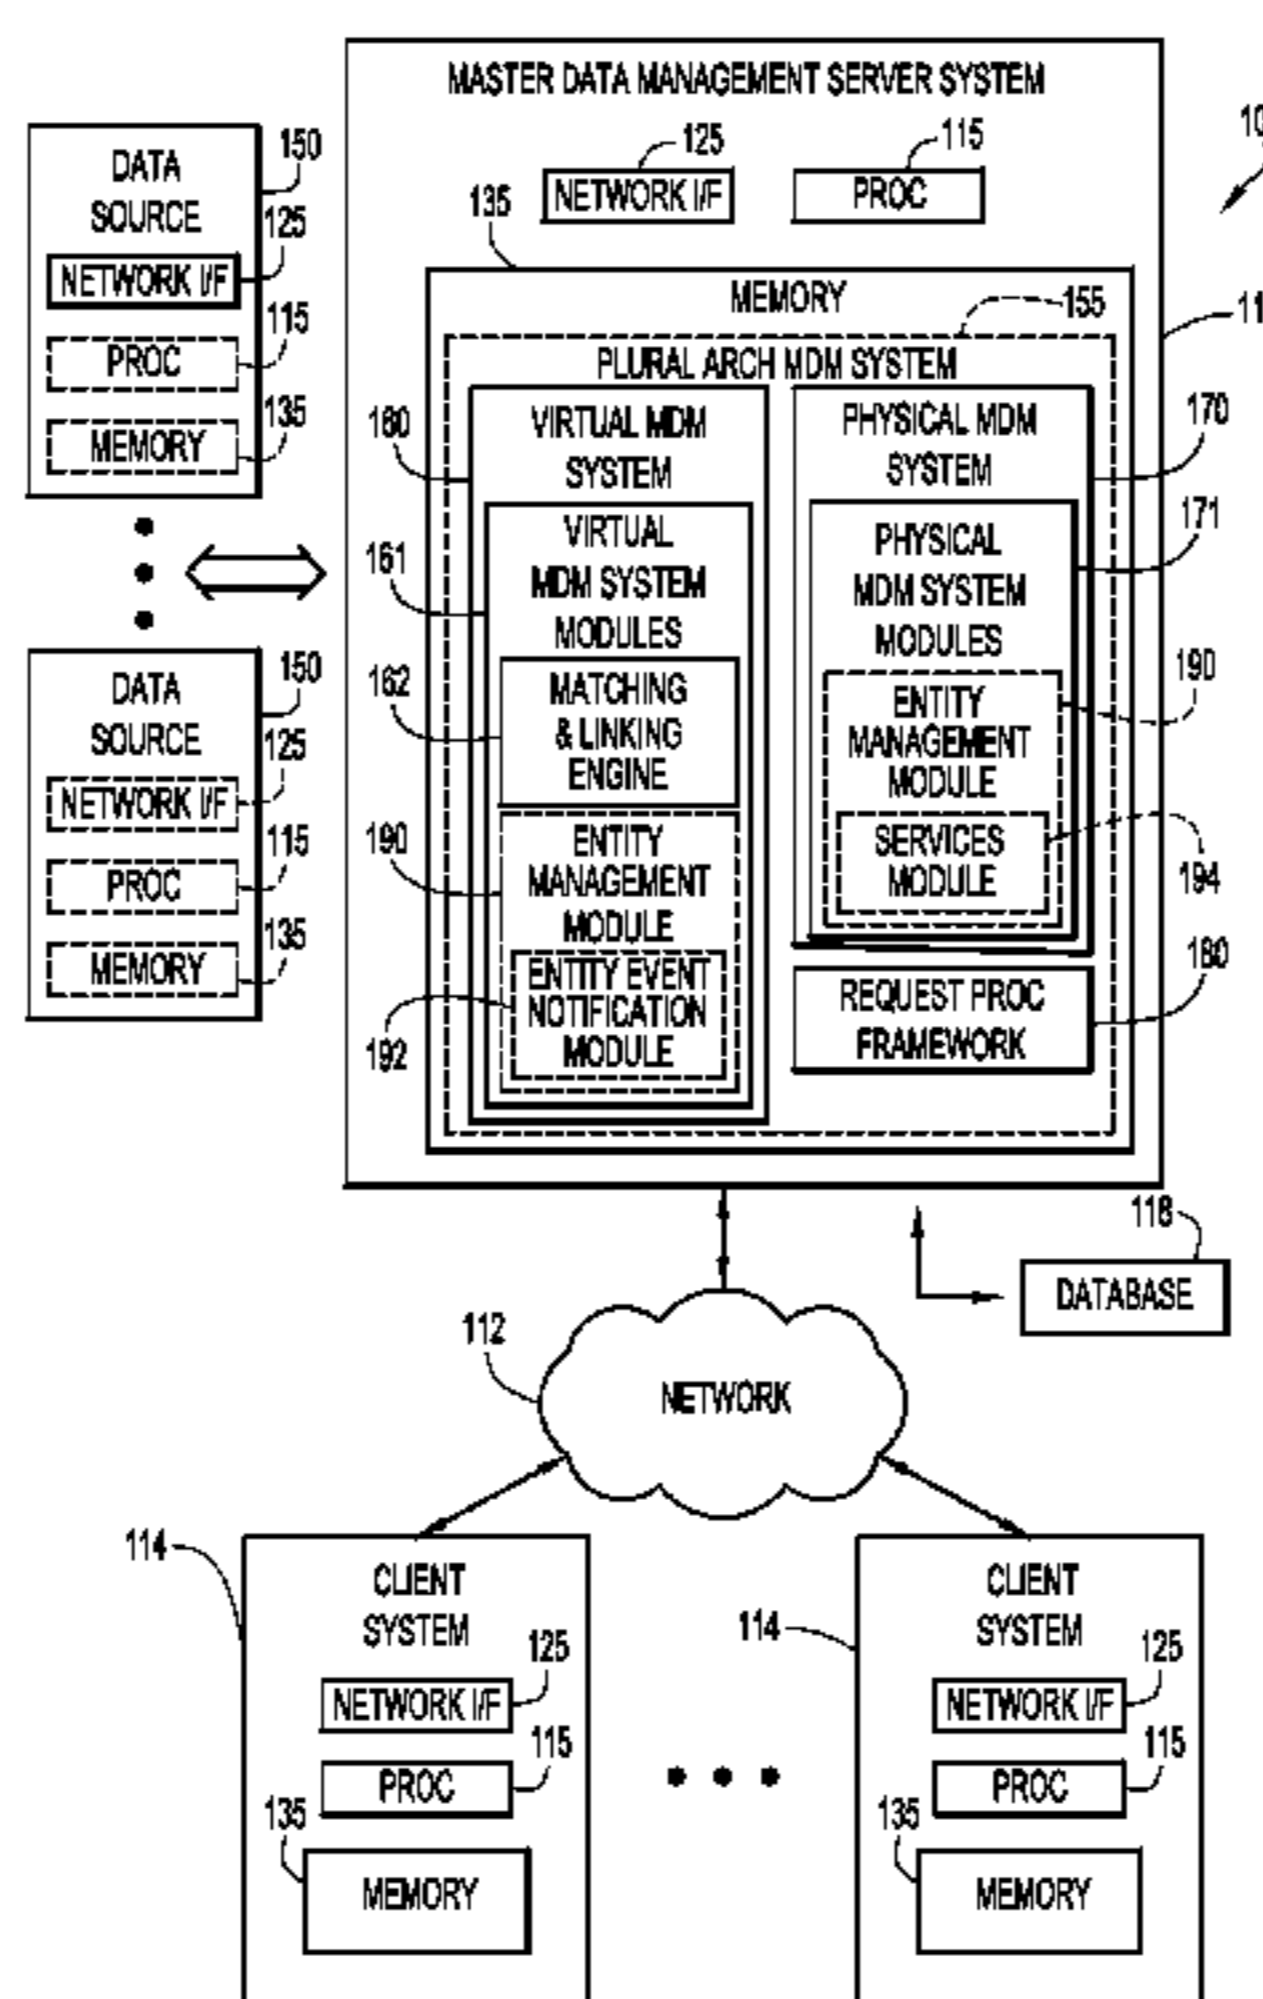 MASTER DATA MANAGEMENT SERVER SYSTEM
125
115
NETWORK I/F
PROC
135
MEMORY
155
PLURAL ARCH MDM SYSTEM
160
VIRTUAL MDM
SYSTEM
161
VIRTUAL
MDM SYSTEM
MODULES
162
MATCHING
& LINKING
ENGINE
190
ENTITY
MANAGEMENT
MODULE
192
ENTITY EVENT
NOTIFICATION
MODULE
PHYSICAL MDM
SYSTEM
170
PHYSICAL
MDM SYSTEM
MODULES
171
ENTITY
MANAGEMENT
MODULE
190
SERVICES
MODULE
194
REQUEST PROC
FRAMEWORK
180
10
11
DATA
SOURCE
150
NETWORK I/F
125
PROC
115
MEMORY
135
DATA
SOURCE
150
NETWORK I/F
125
PROC
115
MEMORY
135
118
DATABASE
112
NETWORK
114
CLIENT
SYSTEM
125
NETWORK I/F
115
PROC
135
MEMORY
114
CLIENT
SYSTEM
125
NETWORK I/F
115
PROC
135
MEMORY